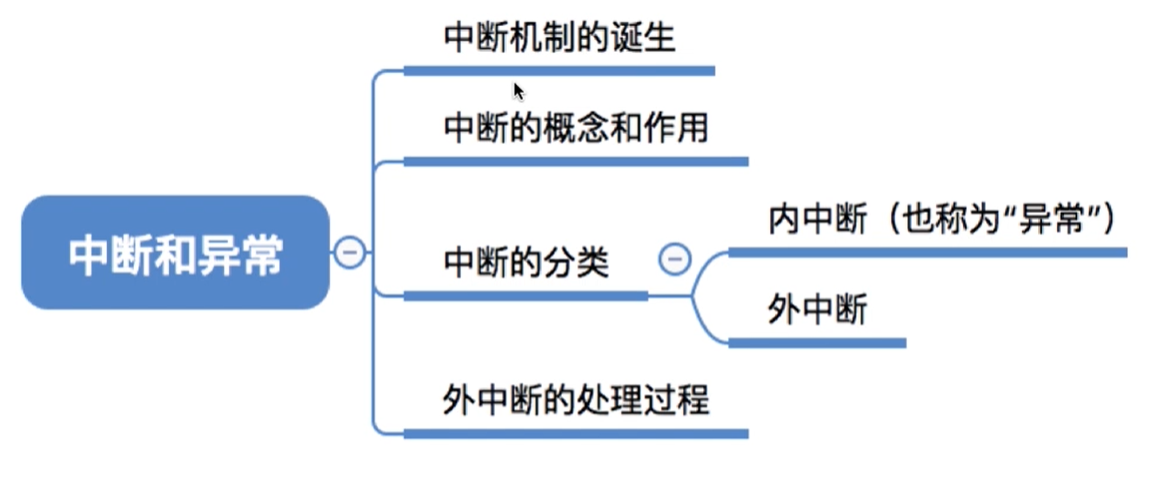 中断和异常
中断机制的诞生
中断的概念和作用
中断的分类
内中断（也称为“异常”）
外中断
外中断的处理过程